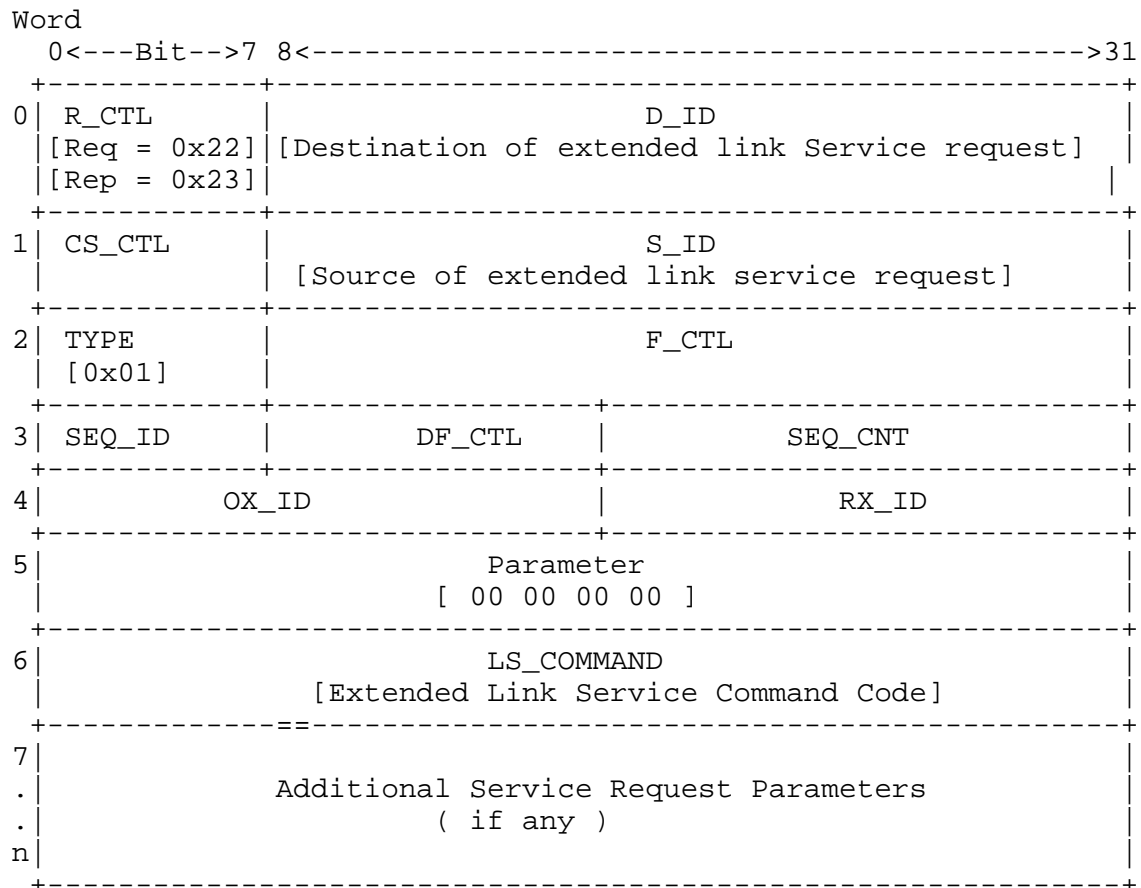 Word
0<---Bit-->7 8<-------------------------------------------->31
+------------+-----------------------------------------------+
0| R_CTL | D_ID |
|[Req = 0x22]|[Destination of extended link Service request] |
|[Rep = 0x23]| |
+------------+-----------------------------------------------+
1| CS_CTL | S_ID |
| | [Source of extended link service request] |
+------------+-----------------------------------------------+
2| TYPE | F_CTL |
| [0x01] | |
+------------+------------------+----------------------------+
3| SEQ_ID | DF_CTL | SEQ_CNT |
+------------+------------------+----------------------------+
4| OX_ID | RX_ID |
+-------------------------------+----------------------------+
5| Parameter |
| [ 00 00 00 00 ] |
+------------------------------------------------------------+
6| LS_COMMAND |
| [Extended Link Service Command Code] |
+-------------==---------------------------------------------+
7| |
.| Additional Service Request Parameters |
.| ( if any ) |
n| |
+------------------------------------------------------------+